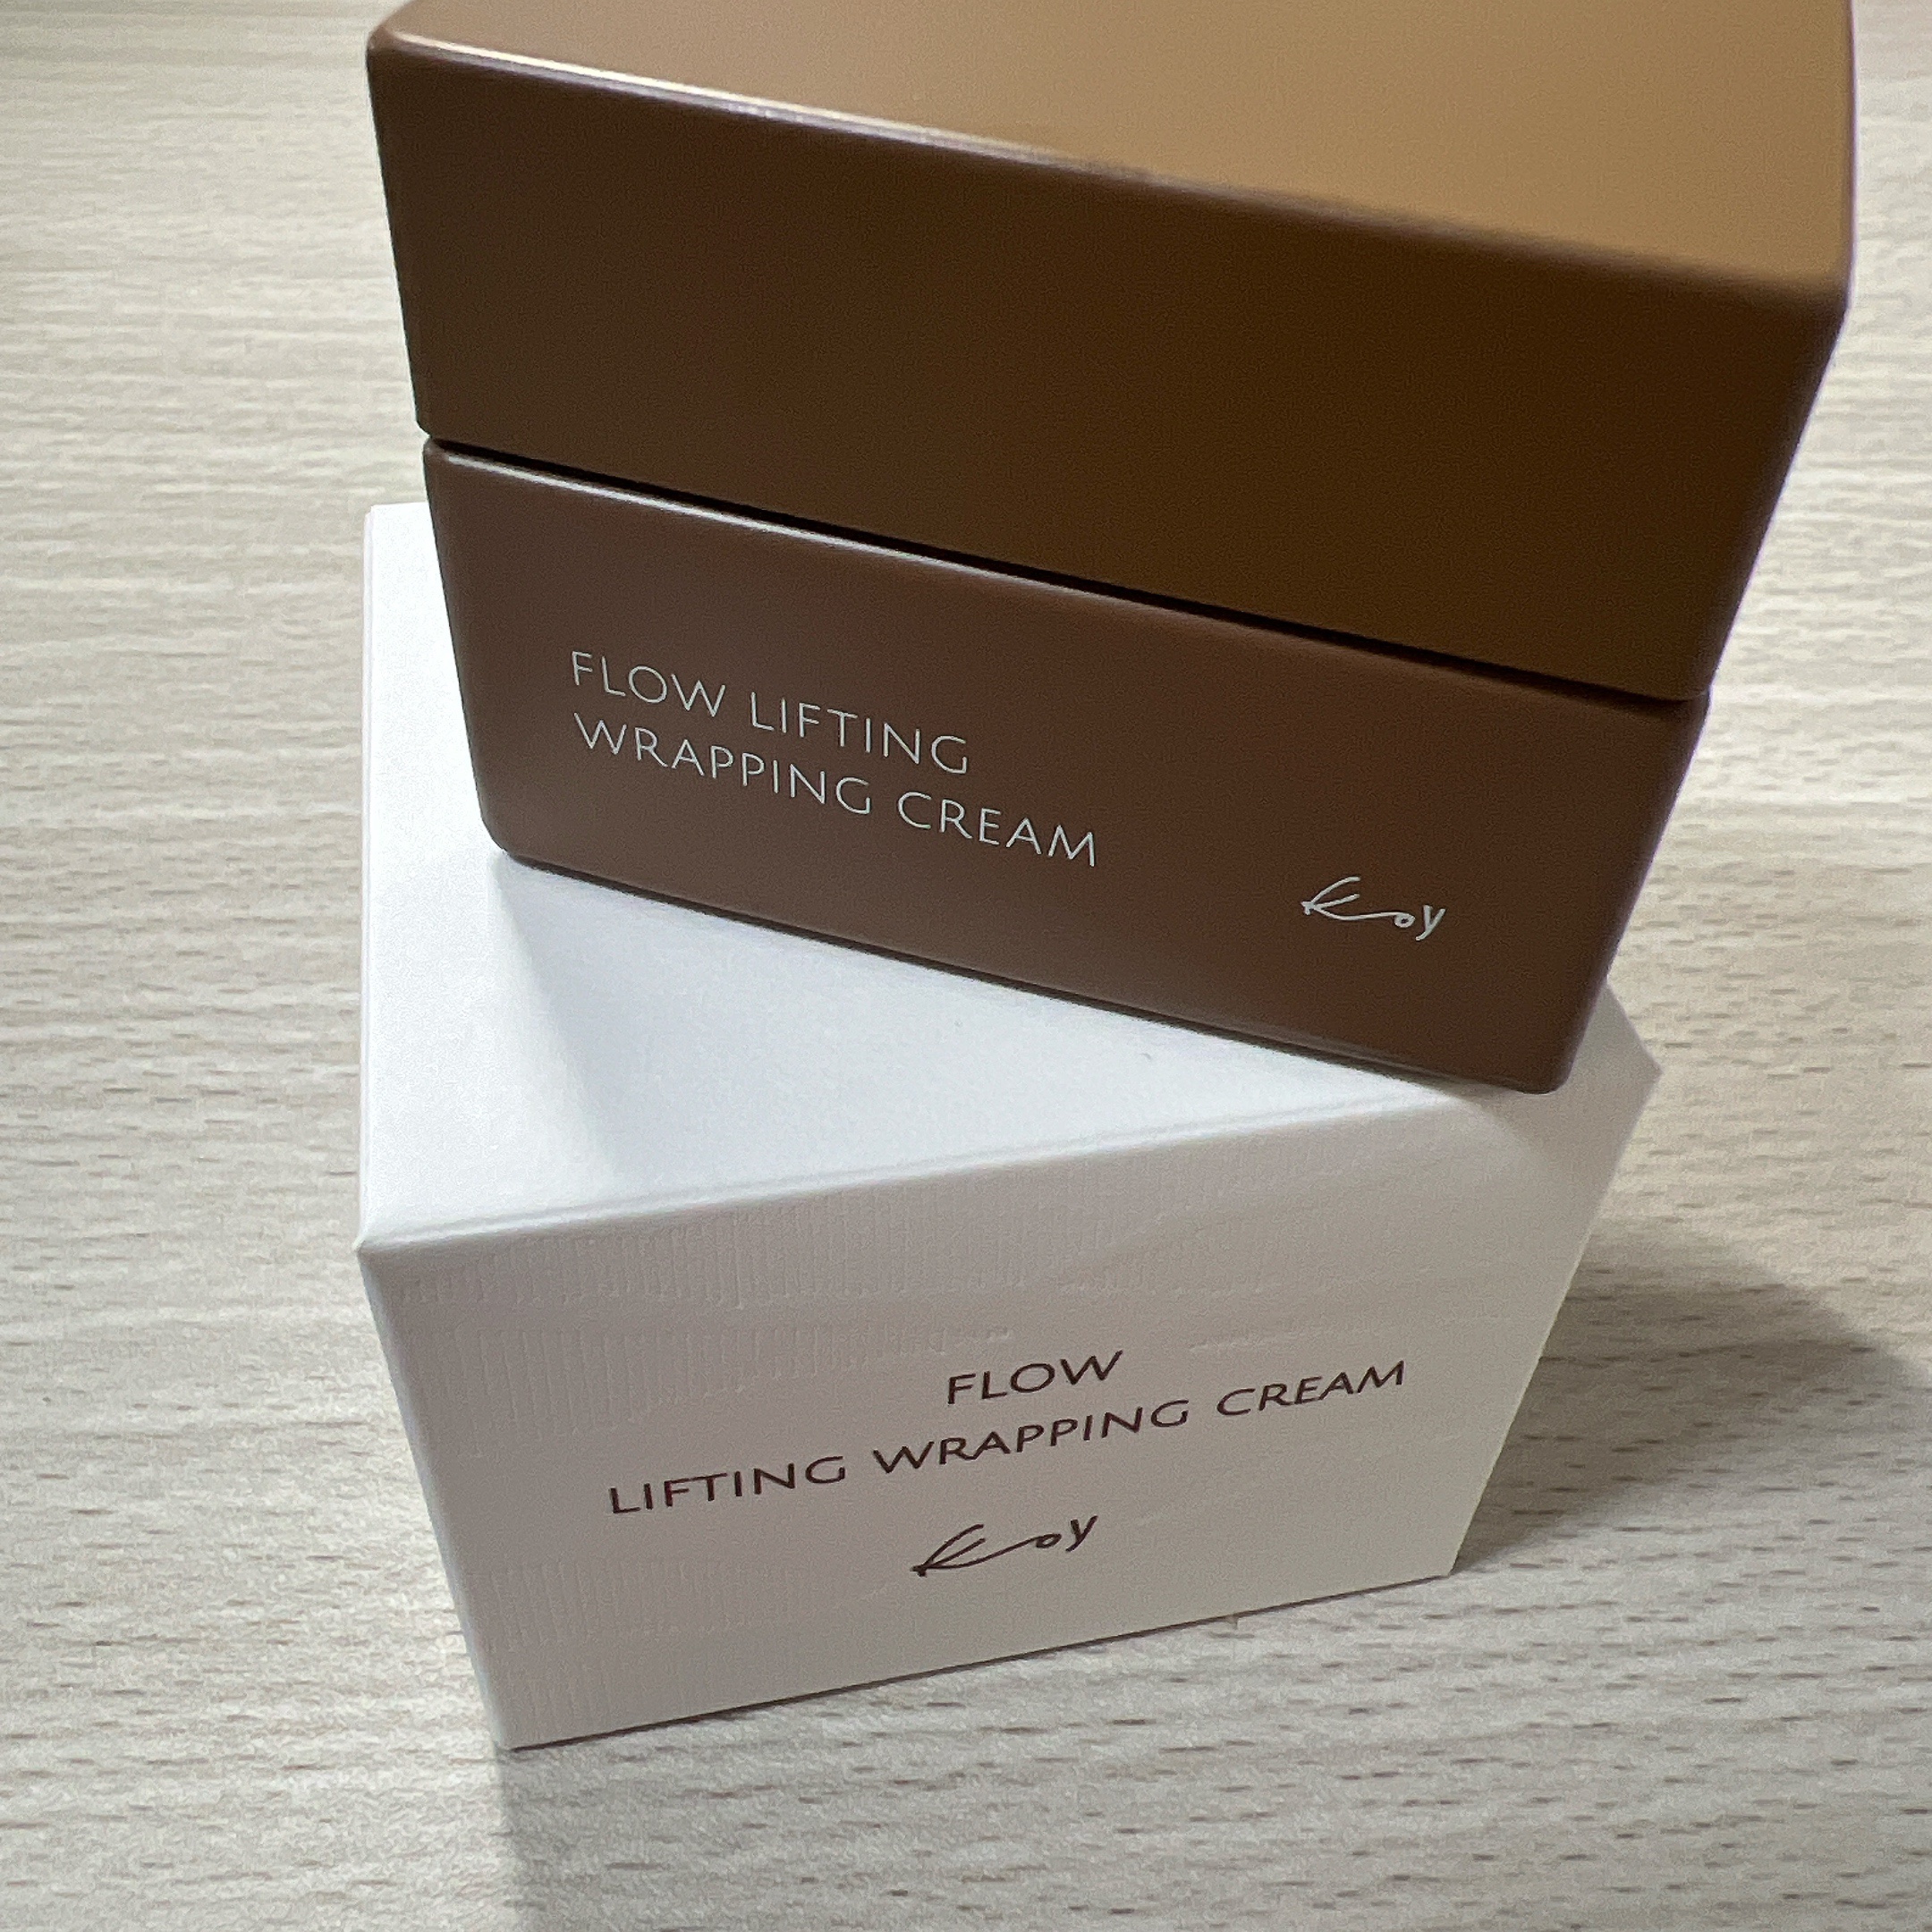 FLOW LIFTING
WRAPPING CREAM
Koy
FLOW
LIFTING WRAPPING CREAM
Koy